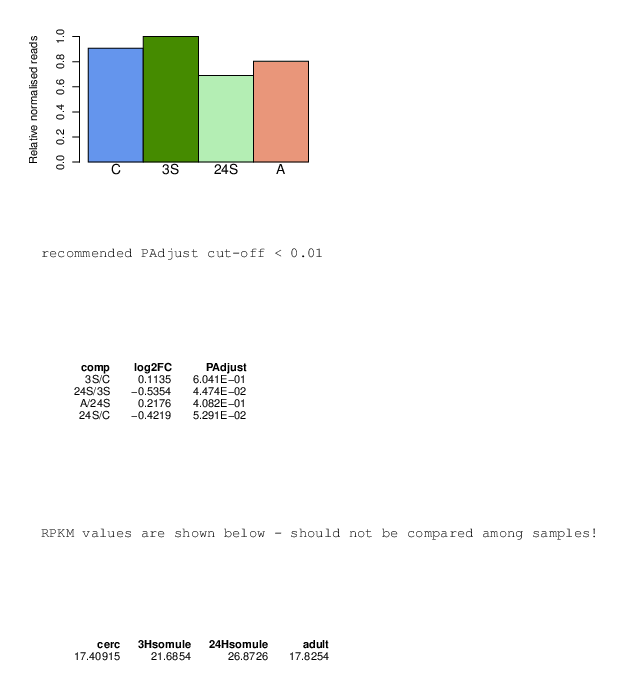 Relative normalised reads
1.0
0.8
0.6
0.4
0.2
0.0
C 3S 24S A
recommended PAdjust cut-off < 0.01
comp log2FC PAdjust
3S/C 0.1135 6.041E−01
24S/3S −0.5354 4.474E−02
A/24S 0.2176 4.082E−01
24S/C −0.4219 5.291E−02
RPKM values are shown below - should not be compared among samples!
cerc 3Hsomule 24Hsomule adult
17.40915 21.6854 26.8726 17.8254